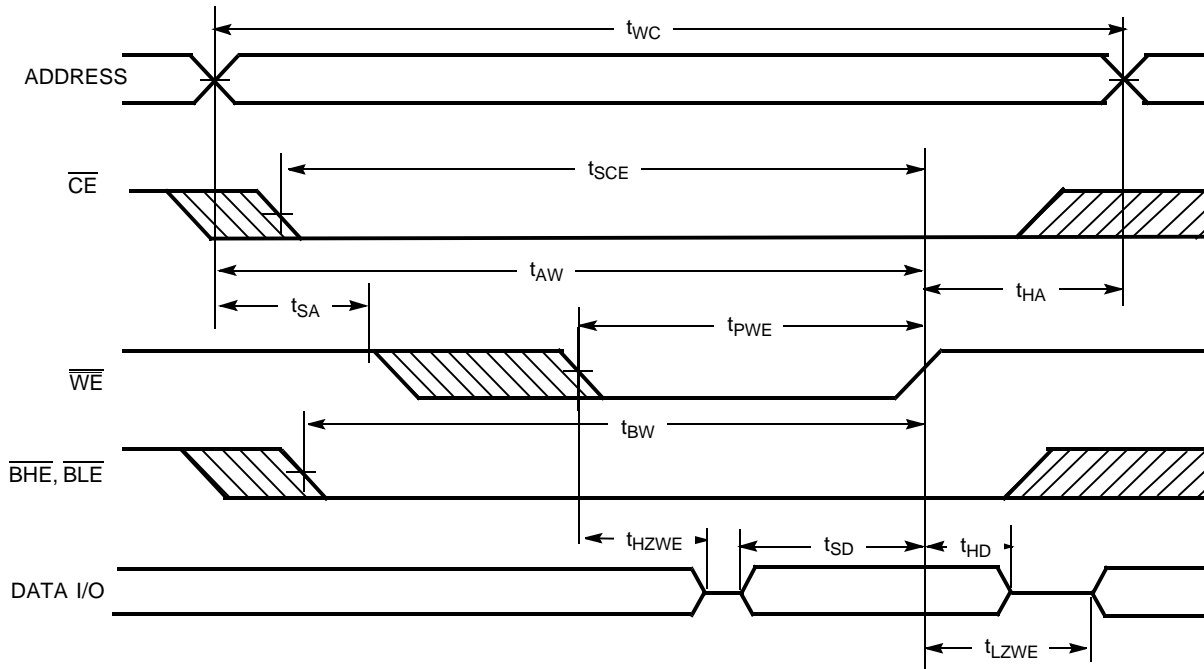 tWC
ADDRESS
tSCE
CE
tAW
tSA
tHA
tPWE
WE
tBW
BHE, BLE
tHZWE
tSD
tHD
DATA I/O
tLZWE